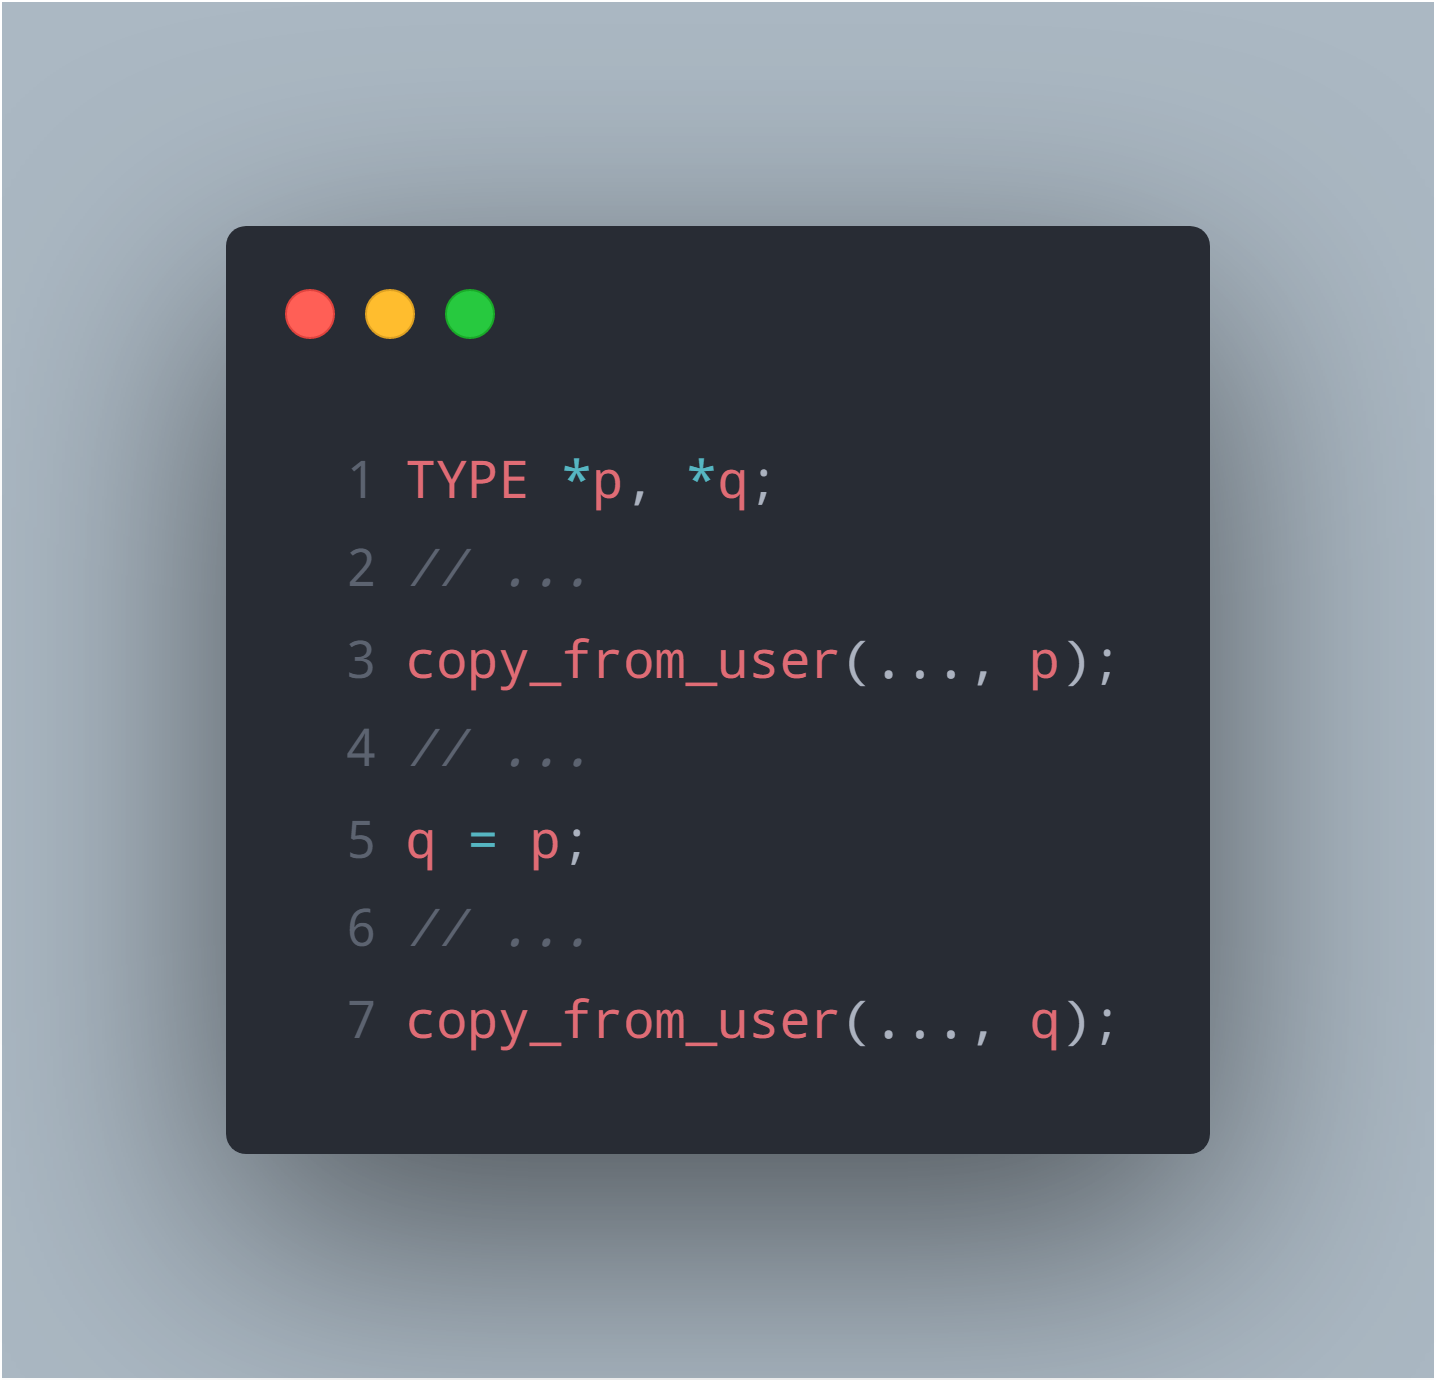 1 TYPE *p, *q;
2 // ...
3 copy_from_user(..., p);
4 // ...
5 q = p;
6 // ...
7 copy_from_user(..., q);